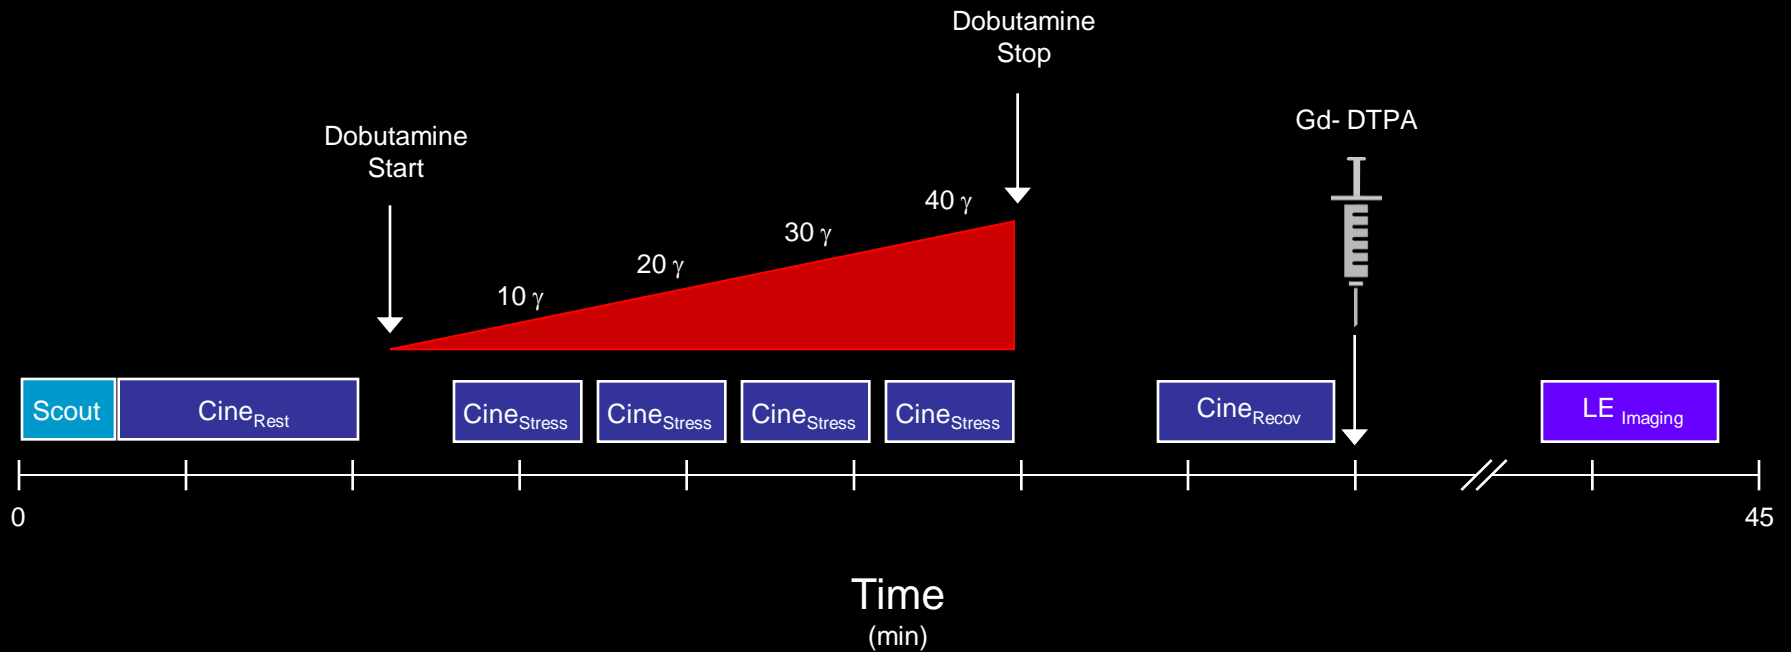 Dobutamine
Stop
Dobutamine
Start
Gd- DTPA
10 γ
20 γ
30 γ
40 γ
Scout
CineRest
CineStress
CineStress
CineStress
CineStress
CineRecov
LE Imaging
0
45
Time
(min)